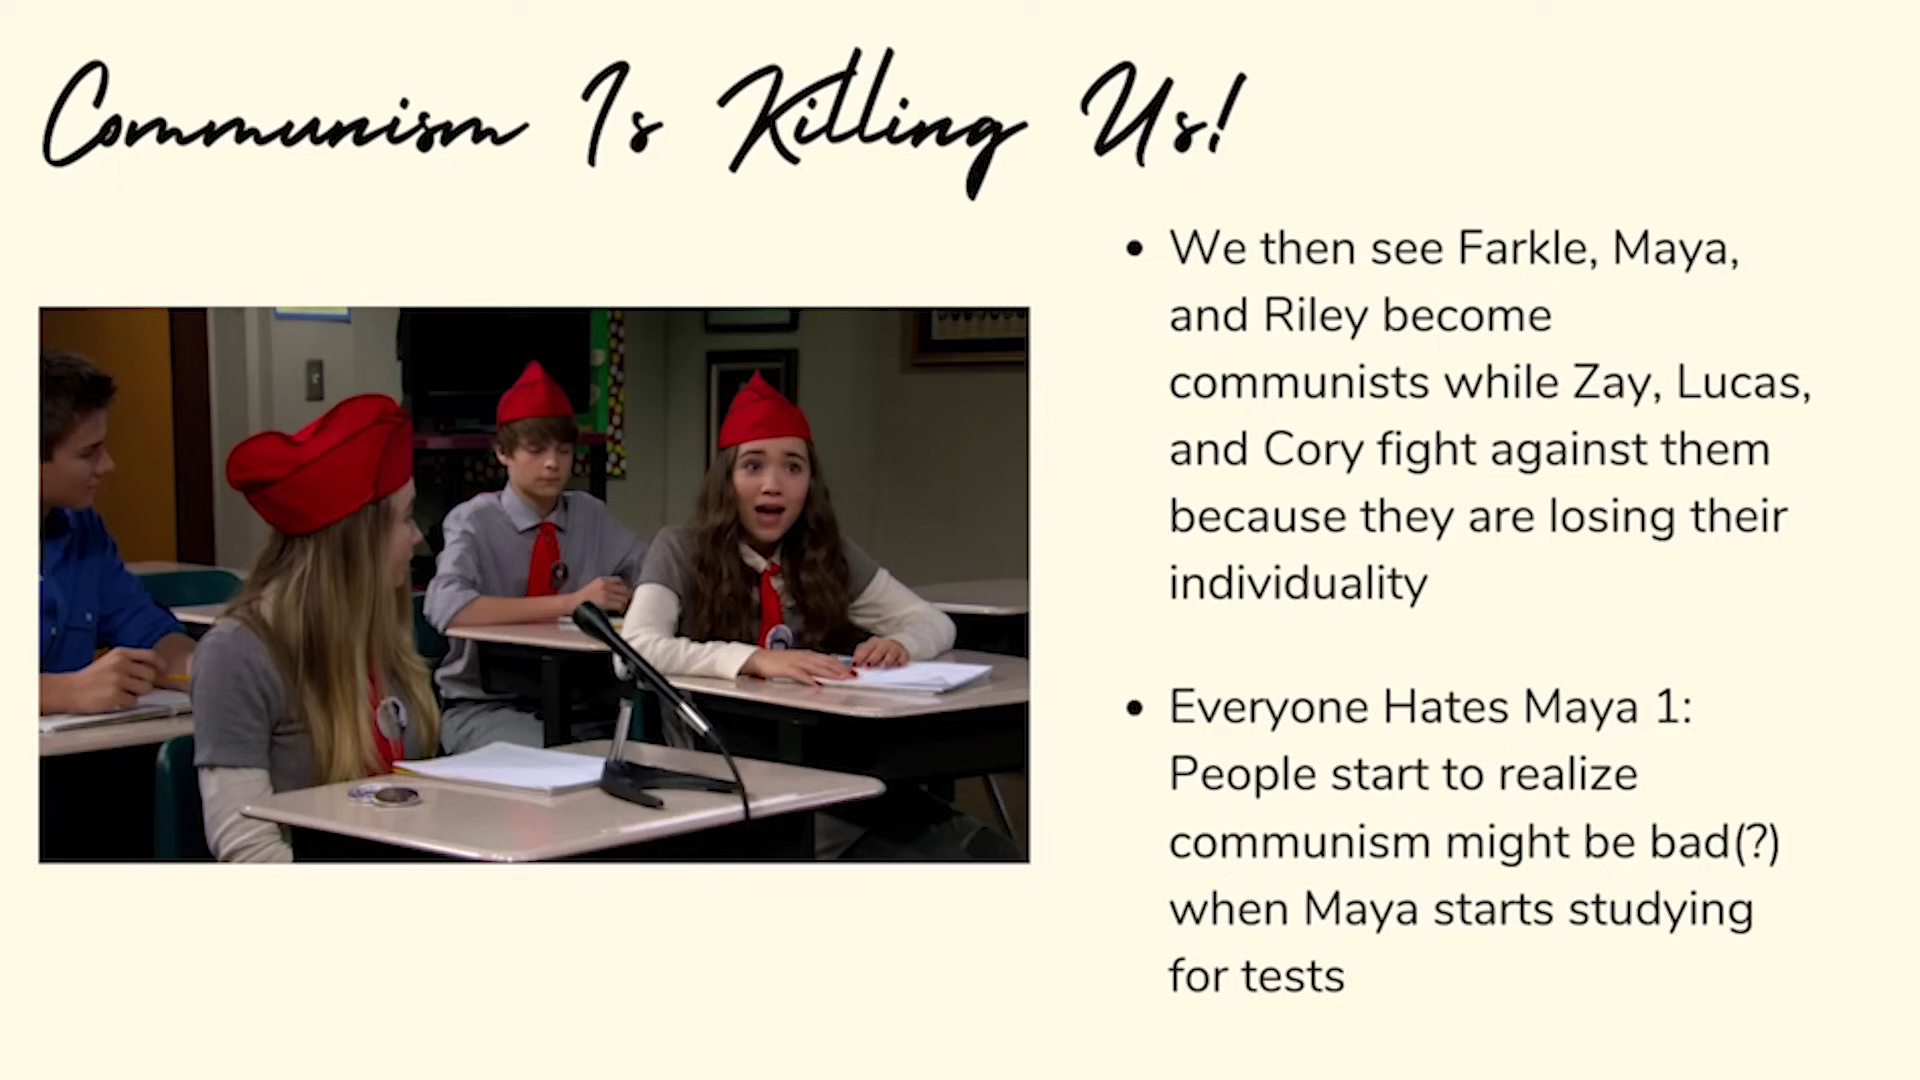 Communism Is Killing Us!
• We then see Farkle, Maya,
and Riley become
communists while Zay, Lucas,
and Cory fight against them
because they are losing their
individuality
• Everyone Hates Maya 1:
People start to realize
communism might be bad(?)
when Maya starts studying
for tests